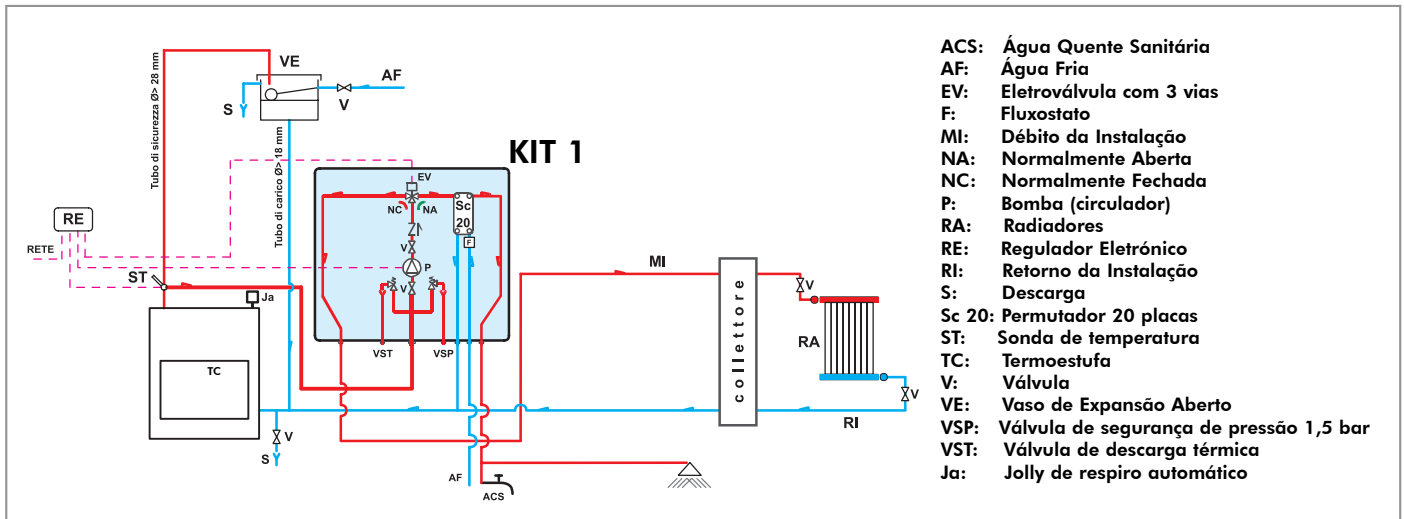 VE
AF
V
S
Tubo di sicurezza Ø> 28 mm
Tubo di carico Ø> 18 mm
KIT 1
EV
NC
NA
Sc
20
F
V
P
V
VST
VSP
RE
RETE
ST
Ja
TC
V
S
MI
collettore
V
RA
V
RI
AF
ACS
ACS: Água Quente Sanitária
AF: Água Fria
EV: Eletroválvula com 3 vias
F: Fluxostato
MI: Débito da Instalação
NA: Normalmente Aberta
NC: Normalmente Fechada
P: Bomba (circulador)
RA: Radiadores
RE: Regulador Eletrónico
RI: Retorno da Instalação
S: Descarga
Sc 20: Permutador 20 placas
ST: Sonda de temperatura
TC: Termoestufa
V: Válvula
VE: Vaso de Expansão Aberto
VSP: Válvula de segurança de pressão 1,5 bar
VST: Válvula de descarga térmica
Ja: Jolly de respiro automático